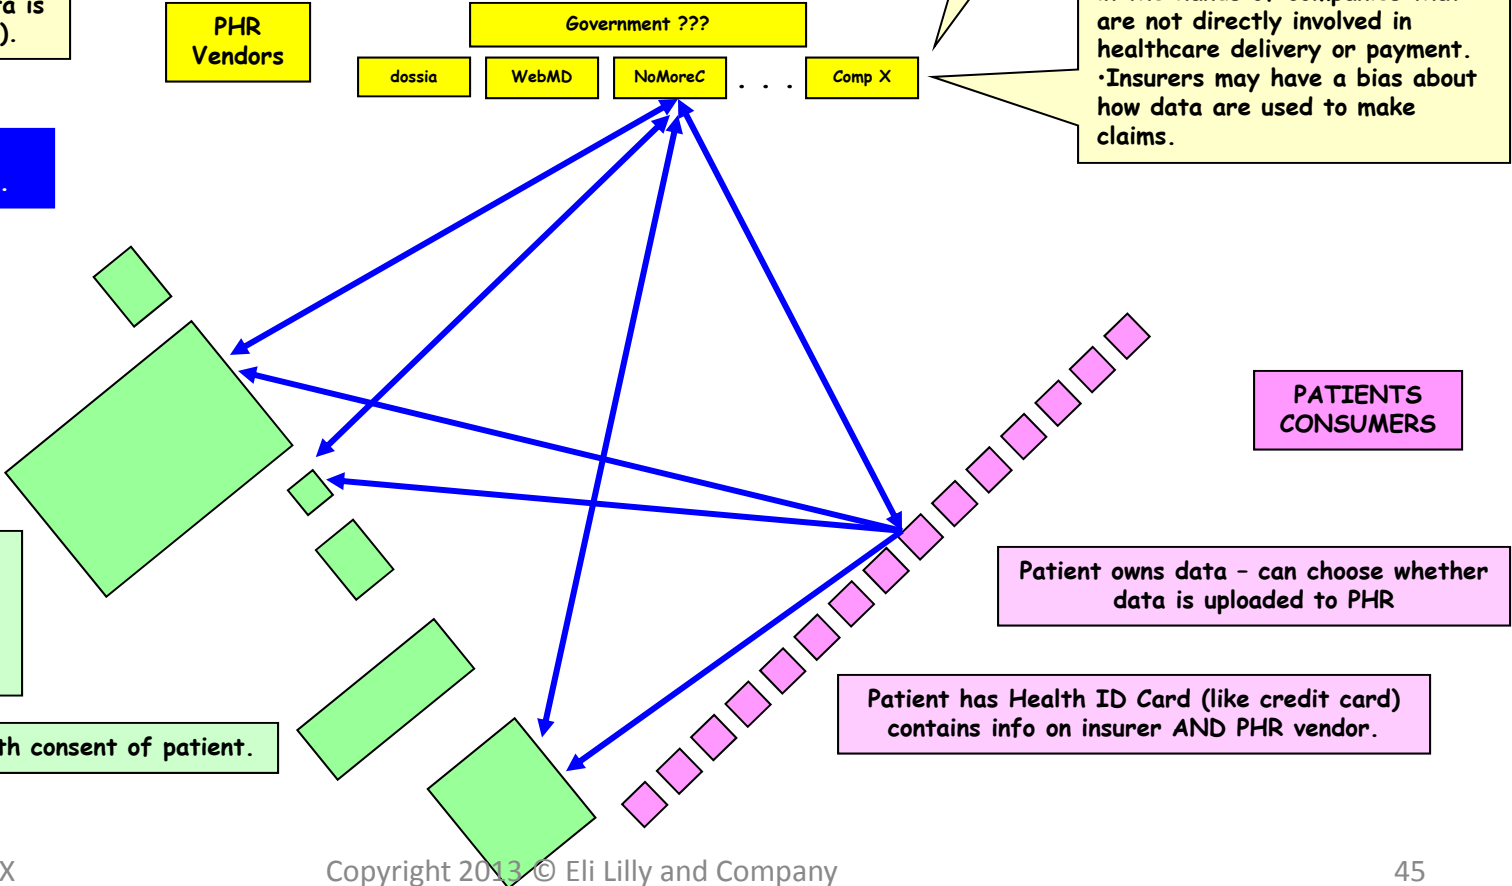 ta is
).
PHR
Vendors
Government ???
dossia
WebMD
NoMoreC
. . .
Comp X
are not directly involved in
healthcare delivery or payment.
•Insurers may have a bias about
how data are used to make
claims.
.
PATIENTS
CONSUMERS
Patient owns data – can choose whether
data is uploaded to PHR
Patient has Health ID Card (like credit card)
contains info on insurer AND PHR vendor.
th consent of patient.
X
Copyright 2013 © Eli Lilly and Company
45